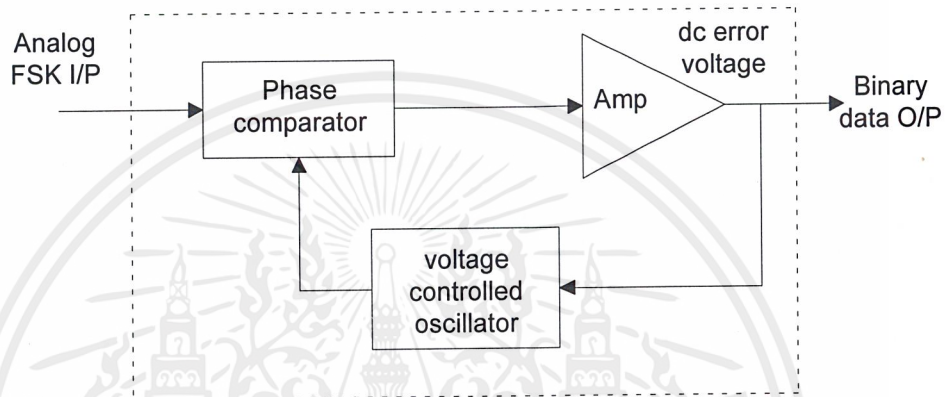 Analog
FSK I/P
Phase
comparator
Amp
dc error
voltage
Binary
data O/P
voltage
controlled
oscillator